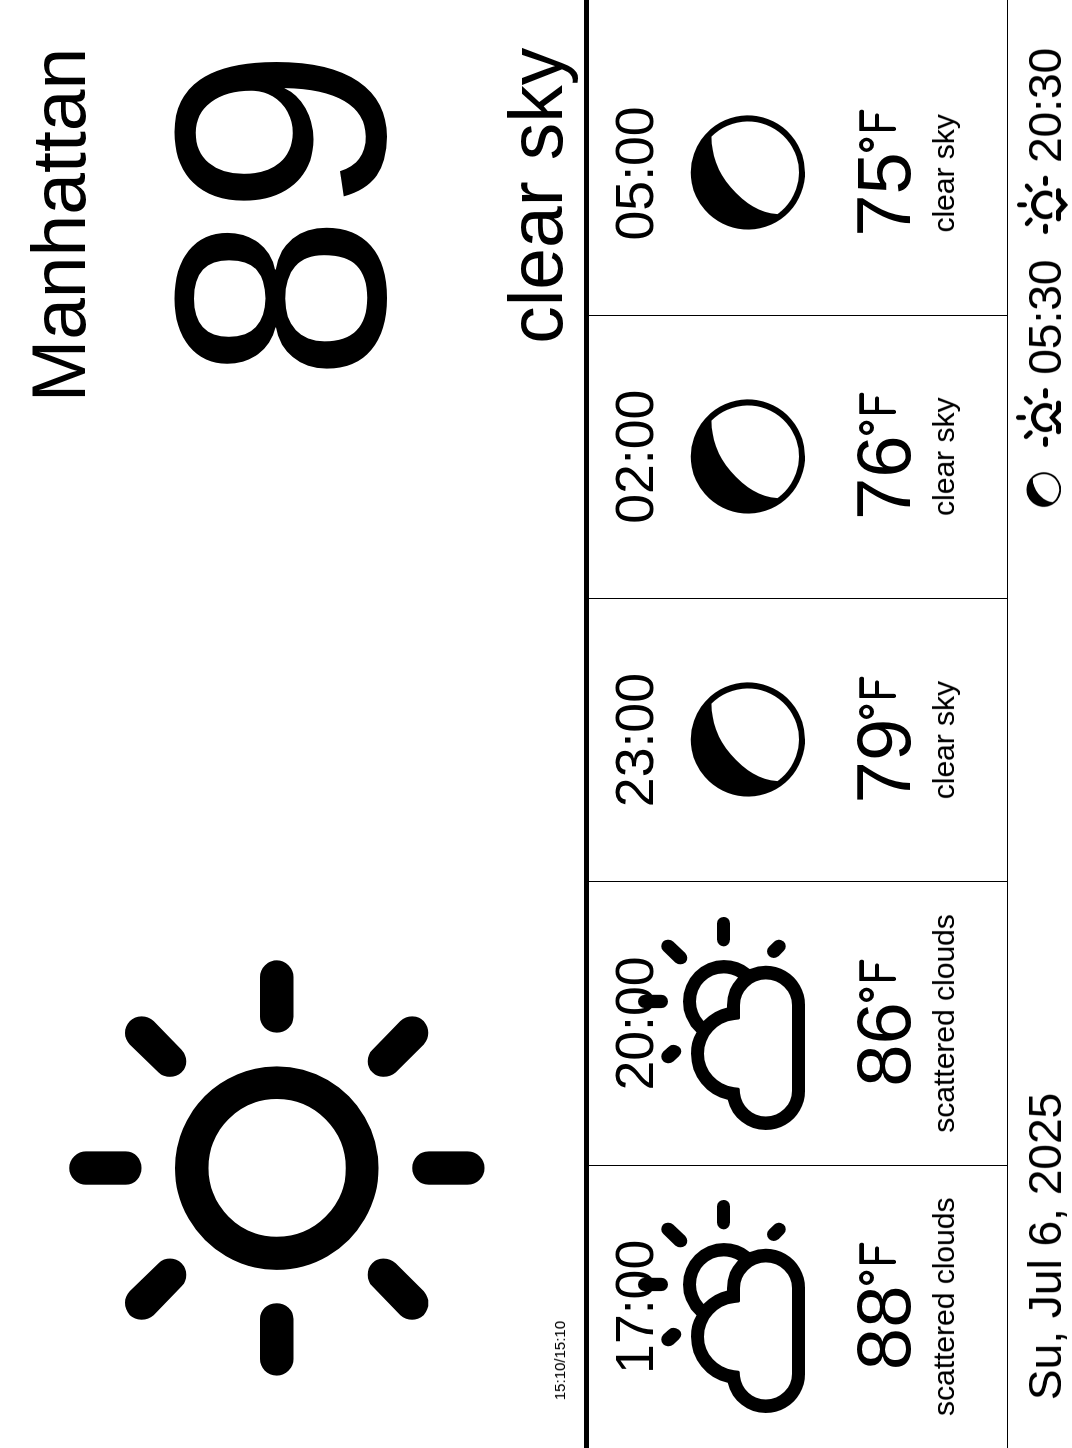 Manhattan
89
clear sky
15:10/15:10
17:00 20:00 23:00 02:00 05:00
88°F 86°F 79°F 76°F 75°F
scattered clouds scattered clouds clear sky clear sky clear sky
Su, Jul 6, 2025 05:30 20:30